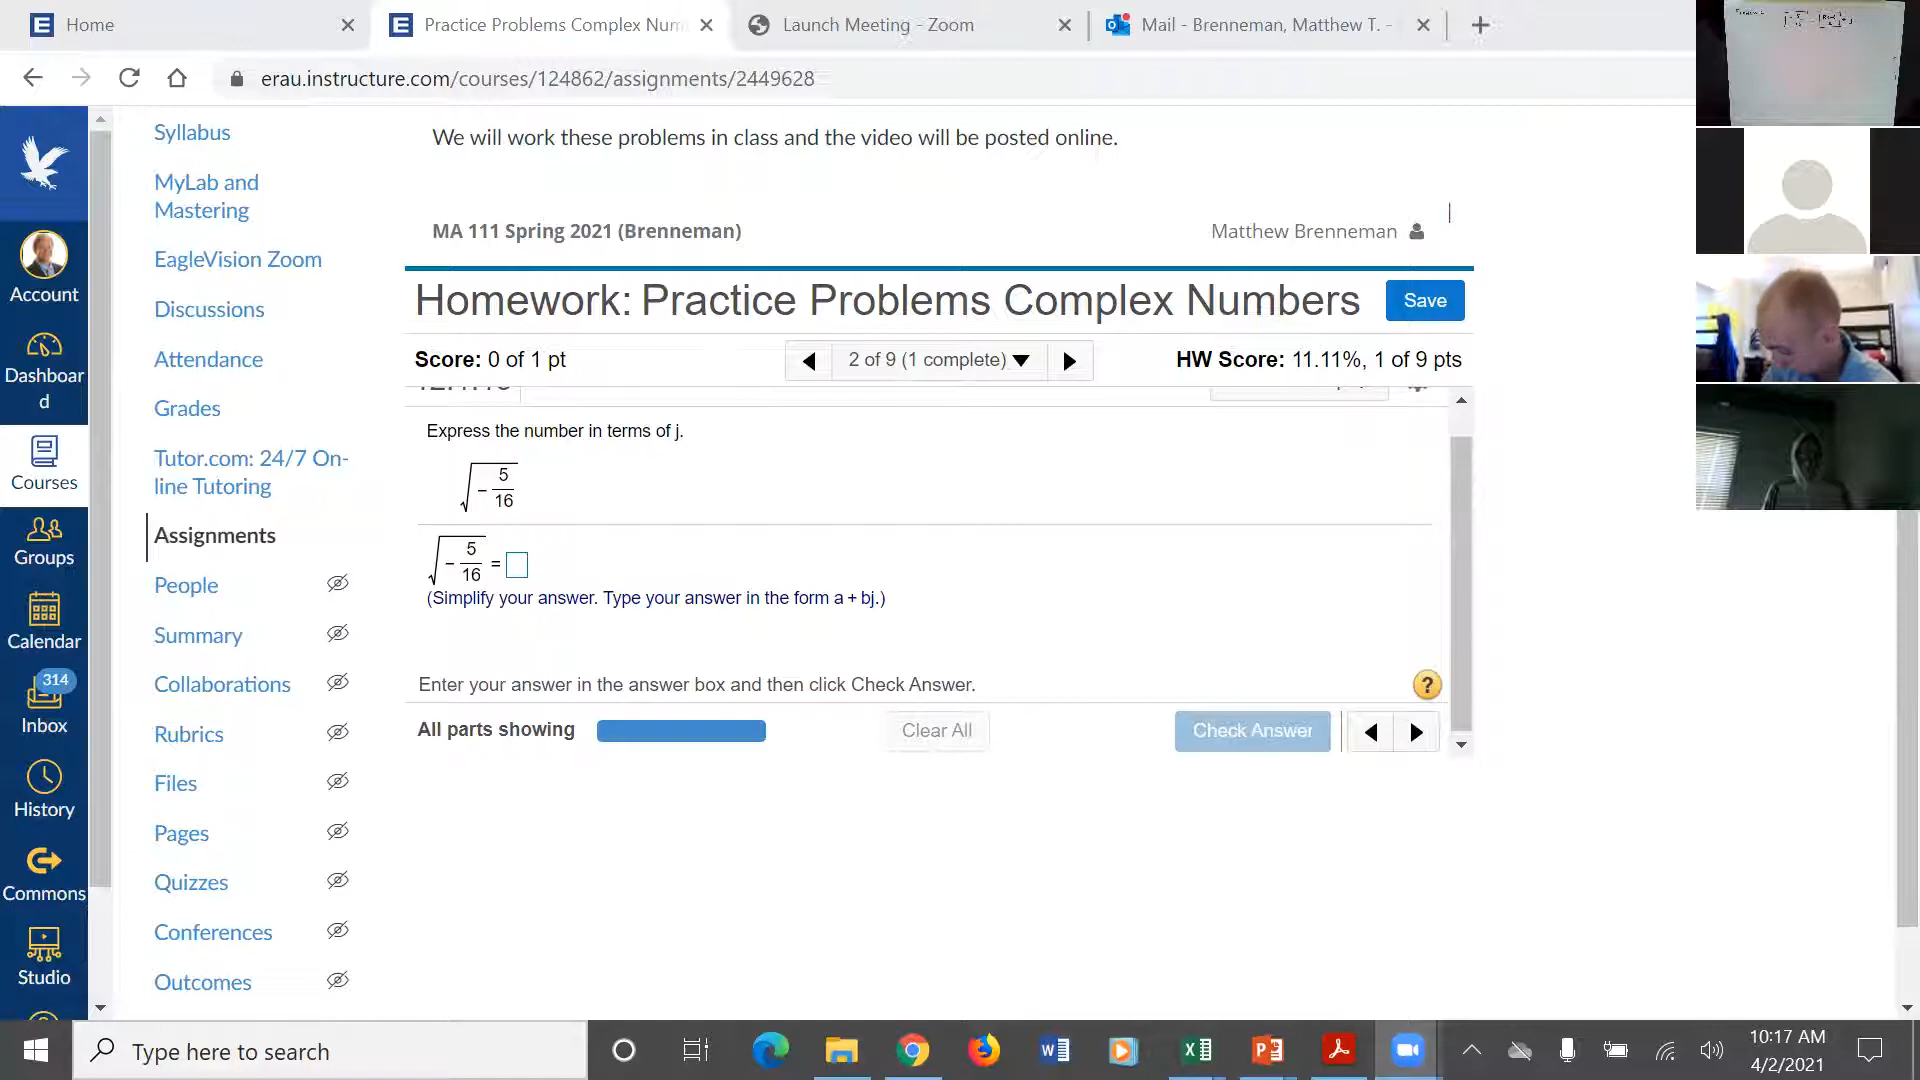 Home
Practice Problems Complex Num
Launch Meeting - Zoom
Mail - Brenneman, Matthew T. -
erau.instructure.com/courses/124862/assignments/2449628
Account
Dashboar
d
Courses
Groups
Calendar
314
Inbox
History
Commons
Studio
Syllabus
MyLab and
Mastering
EagleVision Zoom
Discussions
Attendance
Grades
Tutor.com: 24/7 On-
line Tutoring
Assignments
People
Summary
Collaborations
Rubrics
Files
Pages
Quizzes
Conferences
Outcomes
We will work these problems in class and the video will be posted online.
MA 111 Spring 2021 (Brenneman)
Matthew Brenneman
Homework: Practice Problems Complex Numbers
Save
Score: 0 of 1 pt
2 of 9 (1 complete)
HW Score: 11.11%, 1 of 9 pts
Express the number in terms of j.
√(-5/16)
√(-5/16) =
(Simplify your answer. Type your answer in the form a + bj.)
Enter your answer in the answer box and then click Check Answer.
?
All parts showing
Clear All
Check Answer
Type here to search
10:17 AM
4/2/2021